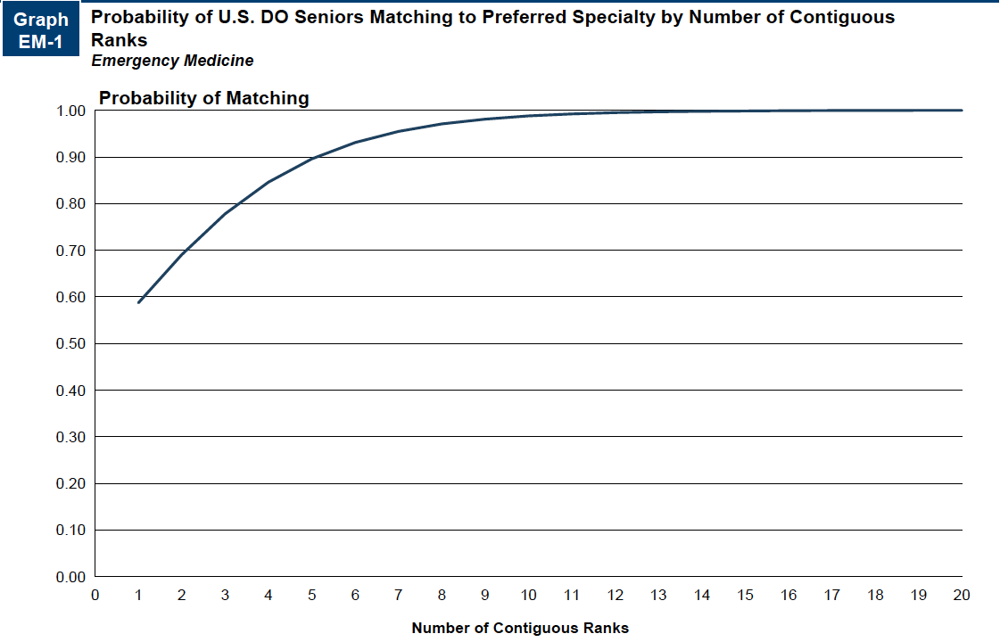 Graph
EM-1
Probability of U.S. DO Seniors Matching to Preferred Specialty by Number of Contiguous
Ranks
Emergency Medicine
Probability of Matching
1.00
0.90
0.80
0.70
0.60
0.50
0.40
0.30
0.20
0.10
0.00
0 1 2 3 4 5 6 7 8 9 10 11 12 13 14 15 16 17 18 19 20
Number of Contiguous Ranks